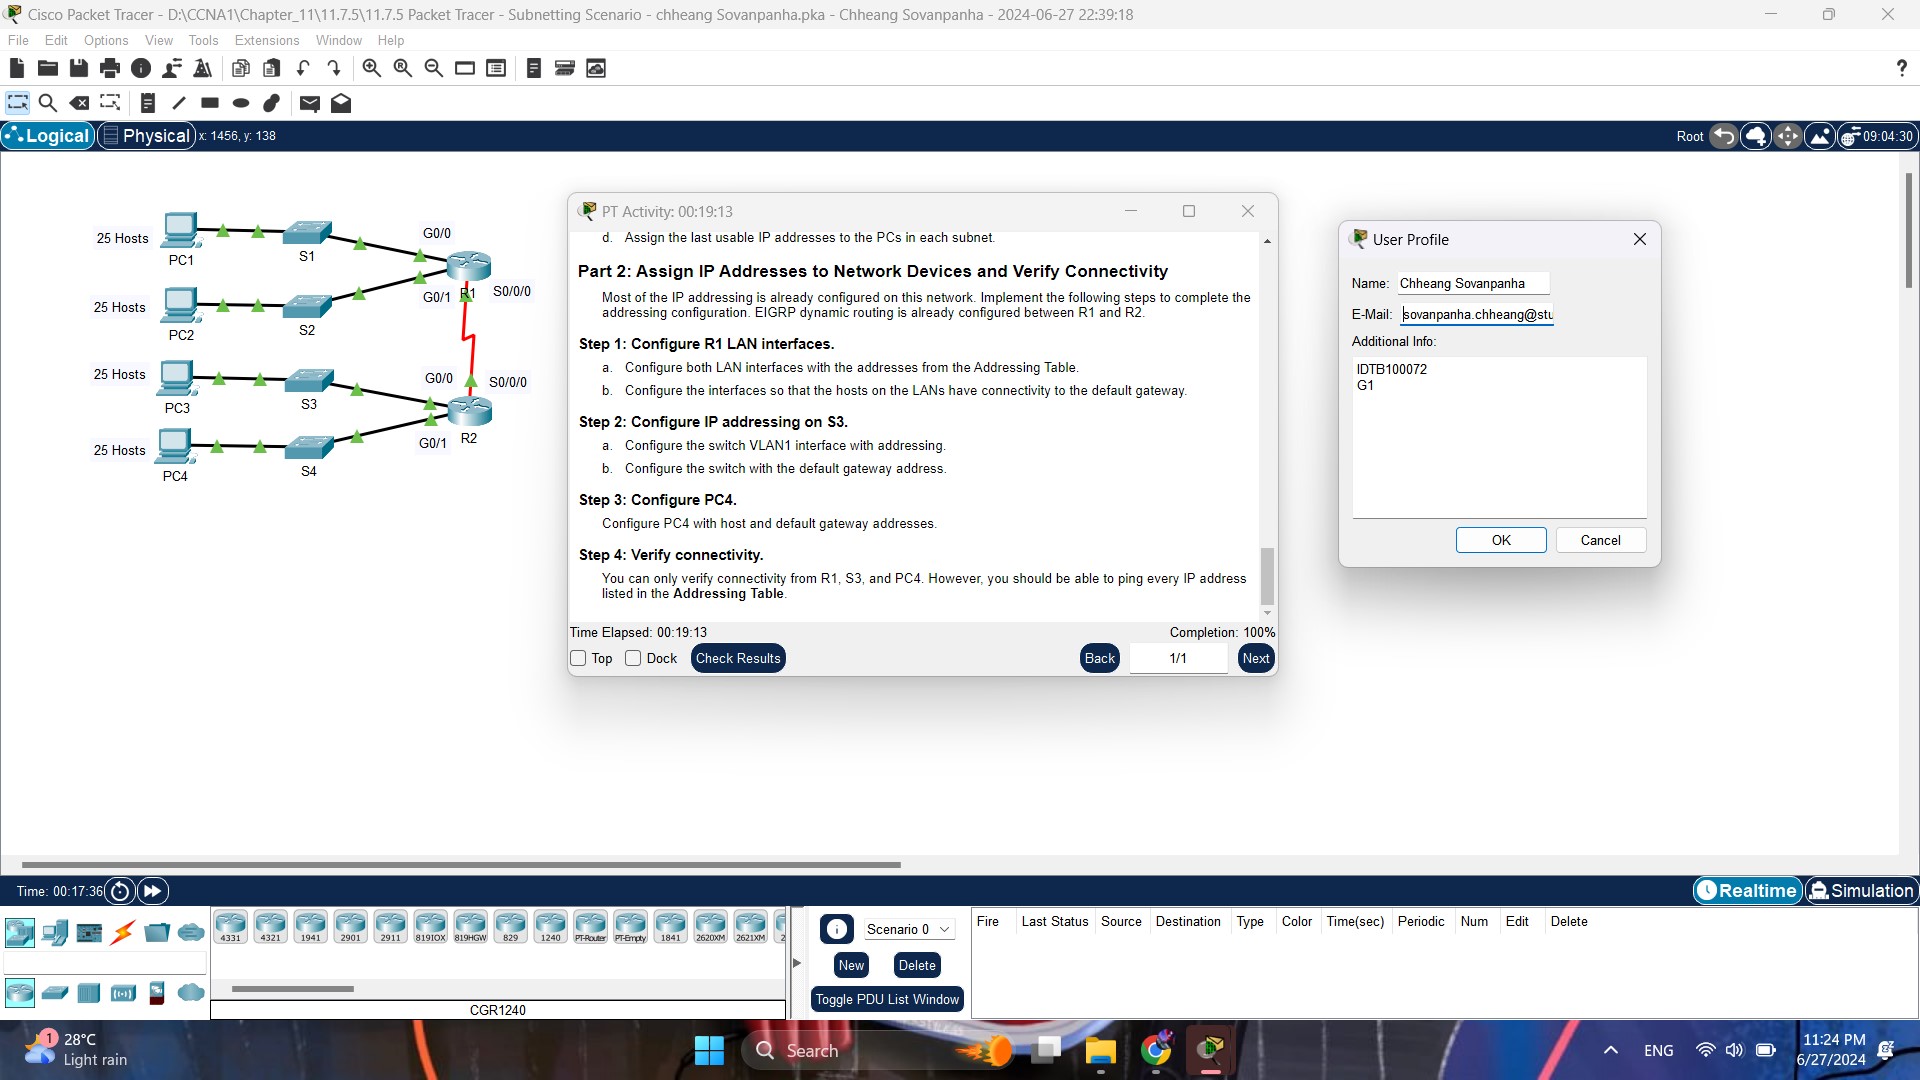 Cisco Packet Tracer - D:\CCNA1\Chapter_11\11.7.5\11.7.5 Packet Tracer - Subnetting Scenario - chheang Sovanpanha.pka - Chheang Sovanpanha - 2024-06-27 22:39:18
File Edit Options View Tools Extensions Window Help
?
Logical Physical x: 1456, y: 138
Root 09:04:30
25 Hosts
PC1
S1
G0/0
25 Hosts
PC2
S2
G0/1
R1
S0/0/0
25 Hosts
PC3
S3
G0/0
S0/0/0
25 Hosts
PC4
S4
G0/1
R2
PT Activity: 00:19:13
d. Assign the last usable IP addresses to the PCs in each subnet.
Part 2: Assign IP Addresses to Network Devices and Verify Connectivity
Most of the IP addressing is already configured on this network. Implement the following steps to complete the
addressing configuration. EIGRP dynamic routing is already configured between R1 and R2.
Step 1: Configure R1 LAN interfaces.
a. Configure both LAN interfaces with the addresses from the Addressing Table.
b. Configure the interfaces so that the hosts on the LANs have connectivity to the default gateway.
Step 2: Configure IP addressing on S3.
a. Configure the switch VLAN1 interface with addressing.
b. Configure the switch with the default gateway address.
Step 3: Configure PC4.
Configure PC4 with host and default gateway addresses.
Step 4: Verify connectivity.
You can only verify connectivity from R1, S3, and PC4. However, you should be able to ping every IP address
listed in the Addressing Table.
Time Elapsed: 00:19:13 Completion: 100%
Top Dock Check Results Back 1/1 Next
User Profile
Name: Chheang Sovanpanha
E-Mail: sovanpanha.chheang@stu
Additional Info:
IDTB100072
G1
OK Cancel
Time: 00:17:36
Realtime Simulation
4331 4321 1941 2901 2911 819IOX 819HGW 829 1240 PT-Router PT-Empty 1841 2620XM 2621XM 2
CGR1240
Scenario 0
New Delete
Toggle PDU List Window
Fire Last Status Source Destination Type Color Time(sec) Periodic Num Edit Delete
1
28°C
Light rain
Search
ENG
11:24 PM
6/27/2024